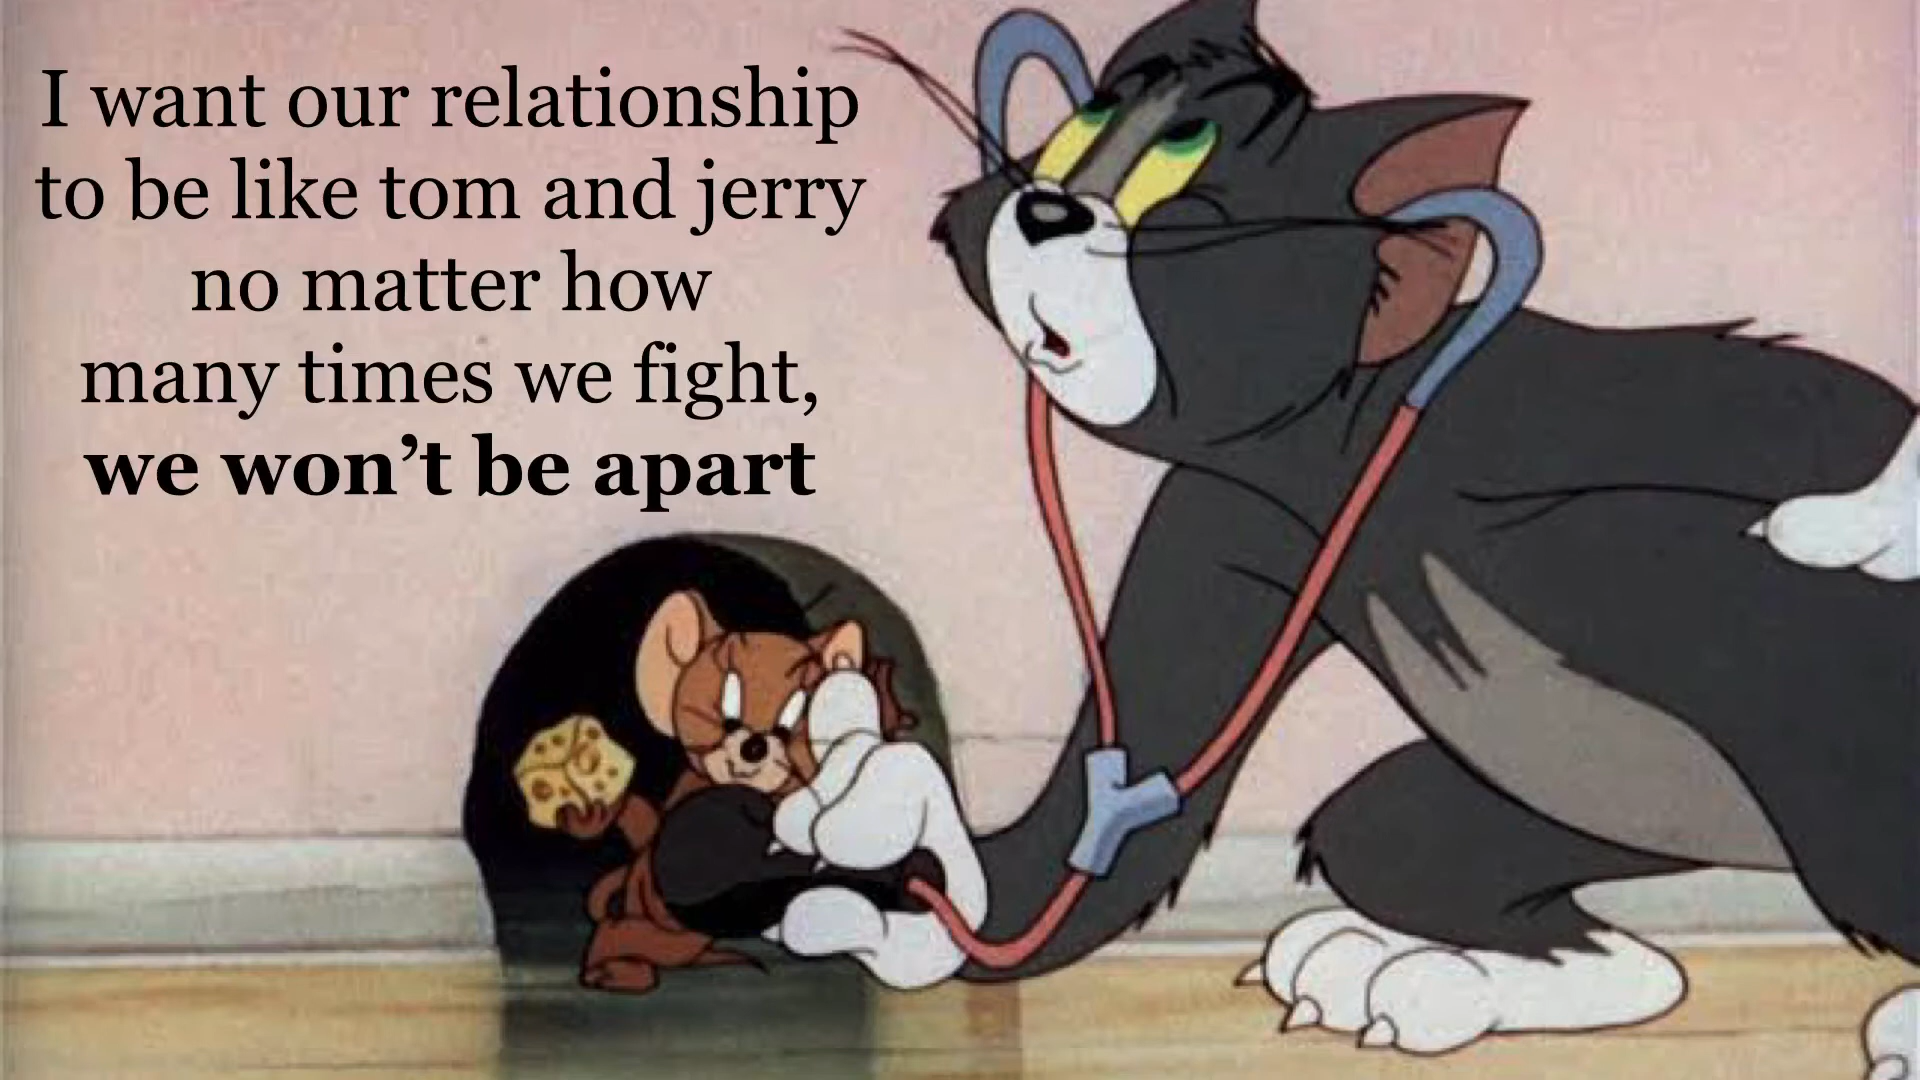 I want our relationship
to be like tom and jerry
no matter how
many times we fight,
we won’t be apart